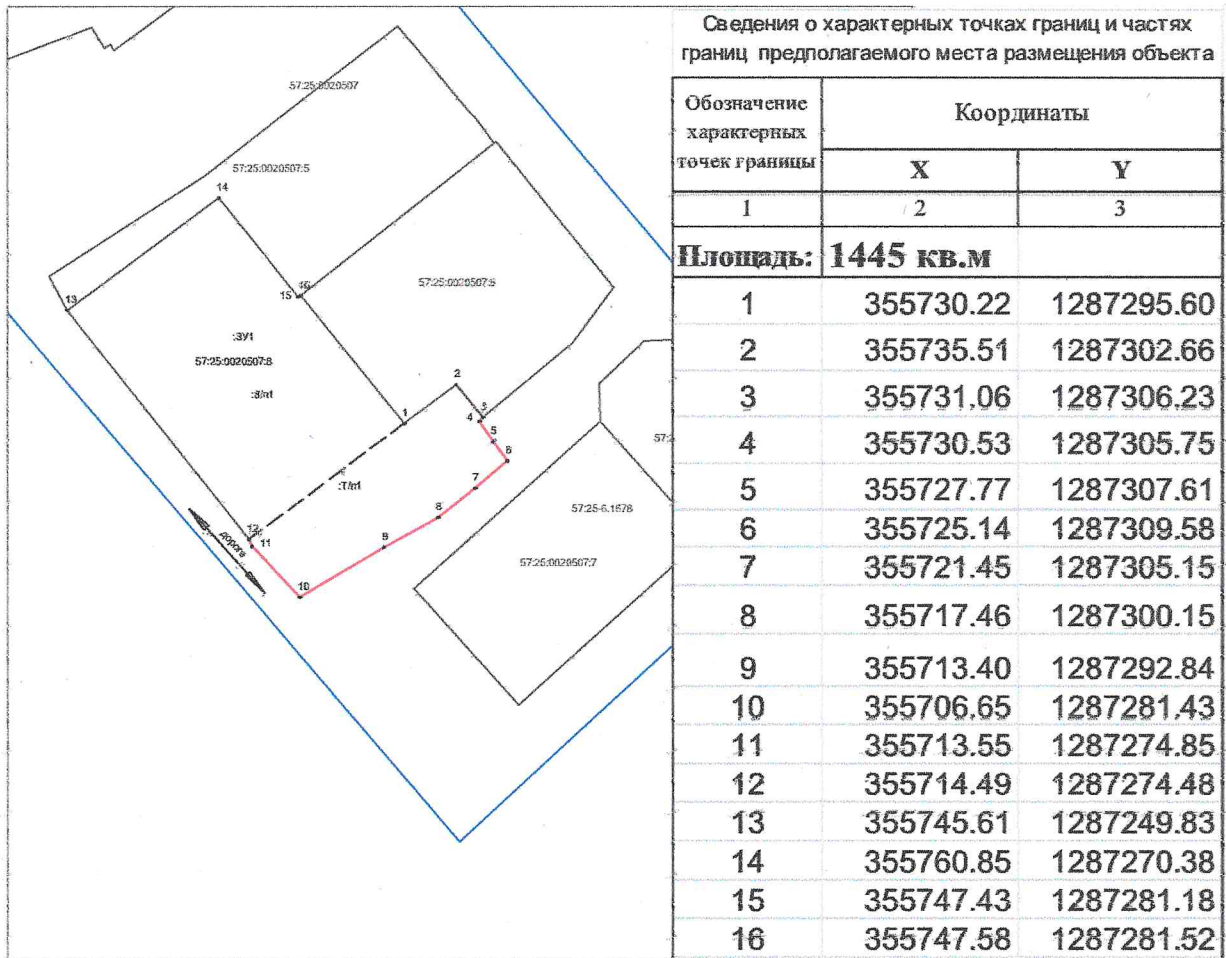 57:25:0020507
57:25:0020507:5
14
13
15
16
57:25:0020507:5
:ЗУ1
57:25:0020507:8
:8/п1
2
1
3
4
5
6
:Т/п1
7
8
12
11
9
дорога
10
57:2
57:25-6.1678
57:25:0020507:7
Сведения о характерных точках границ и частях
границ предполагаемого места размещения объекта
Обозначение
характерных
точек границы
Координаты
X Y
1 2 3
Площадь: 1445 кв.м
1 355730.22 1287295.60
2 355735.51 1287302.66
3 355731.06 1287306.23
4 355730.53 1287305.75
5 355727.77 1287307.61
6 355725.14 1287309.58
7 355721.45 1287305.15
8 355717.46 1287300.15
9 355713.40 1287292.84
10 355706.65 1287281.43
11 355713.55 1287274.85
12 355714.49 1287274.48
13 355745.61 1287249.83
14 355760.85 1287270.38
15 355747.43 1287281.18
16 355747.58 1287281.52